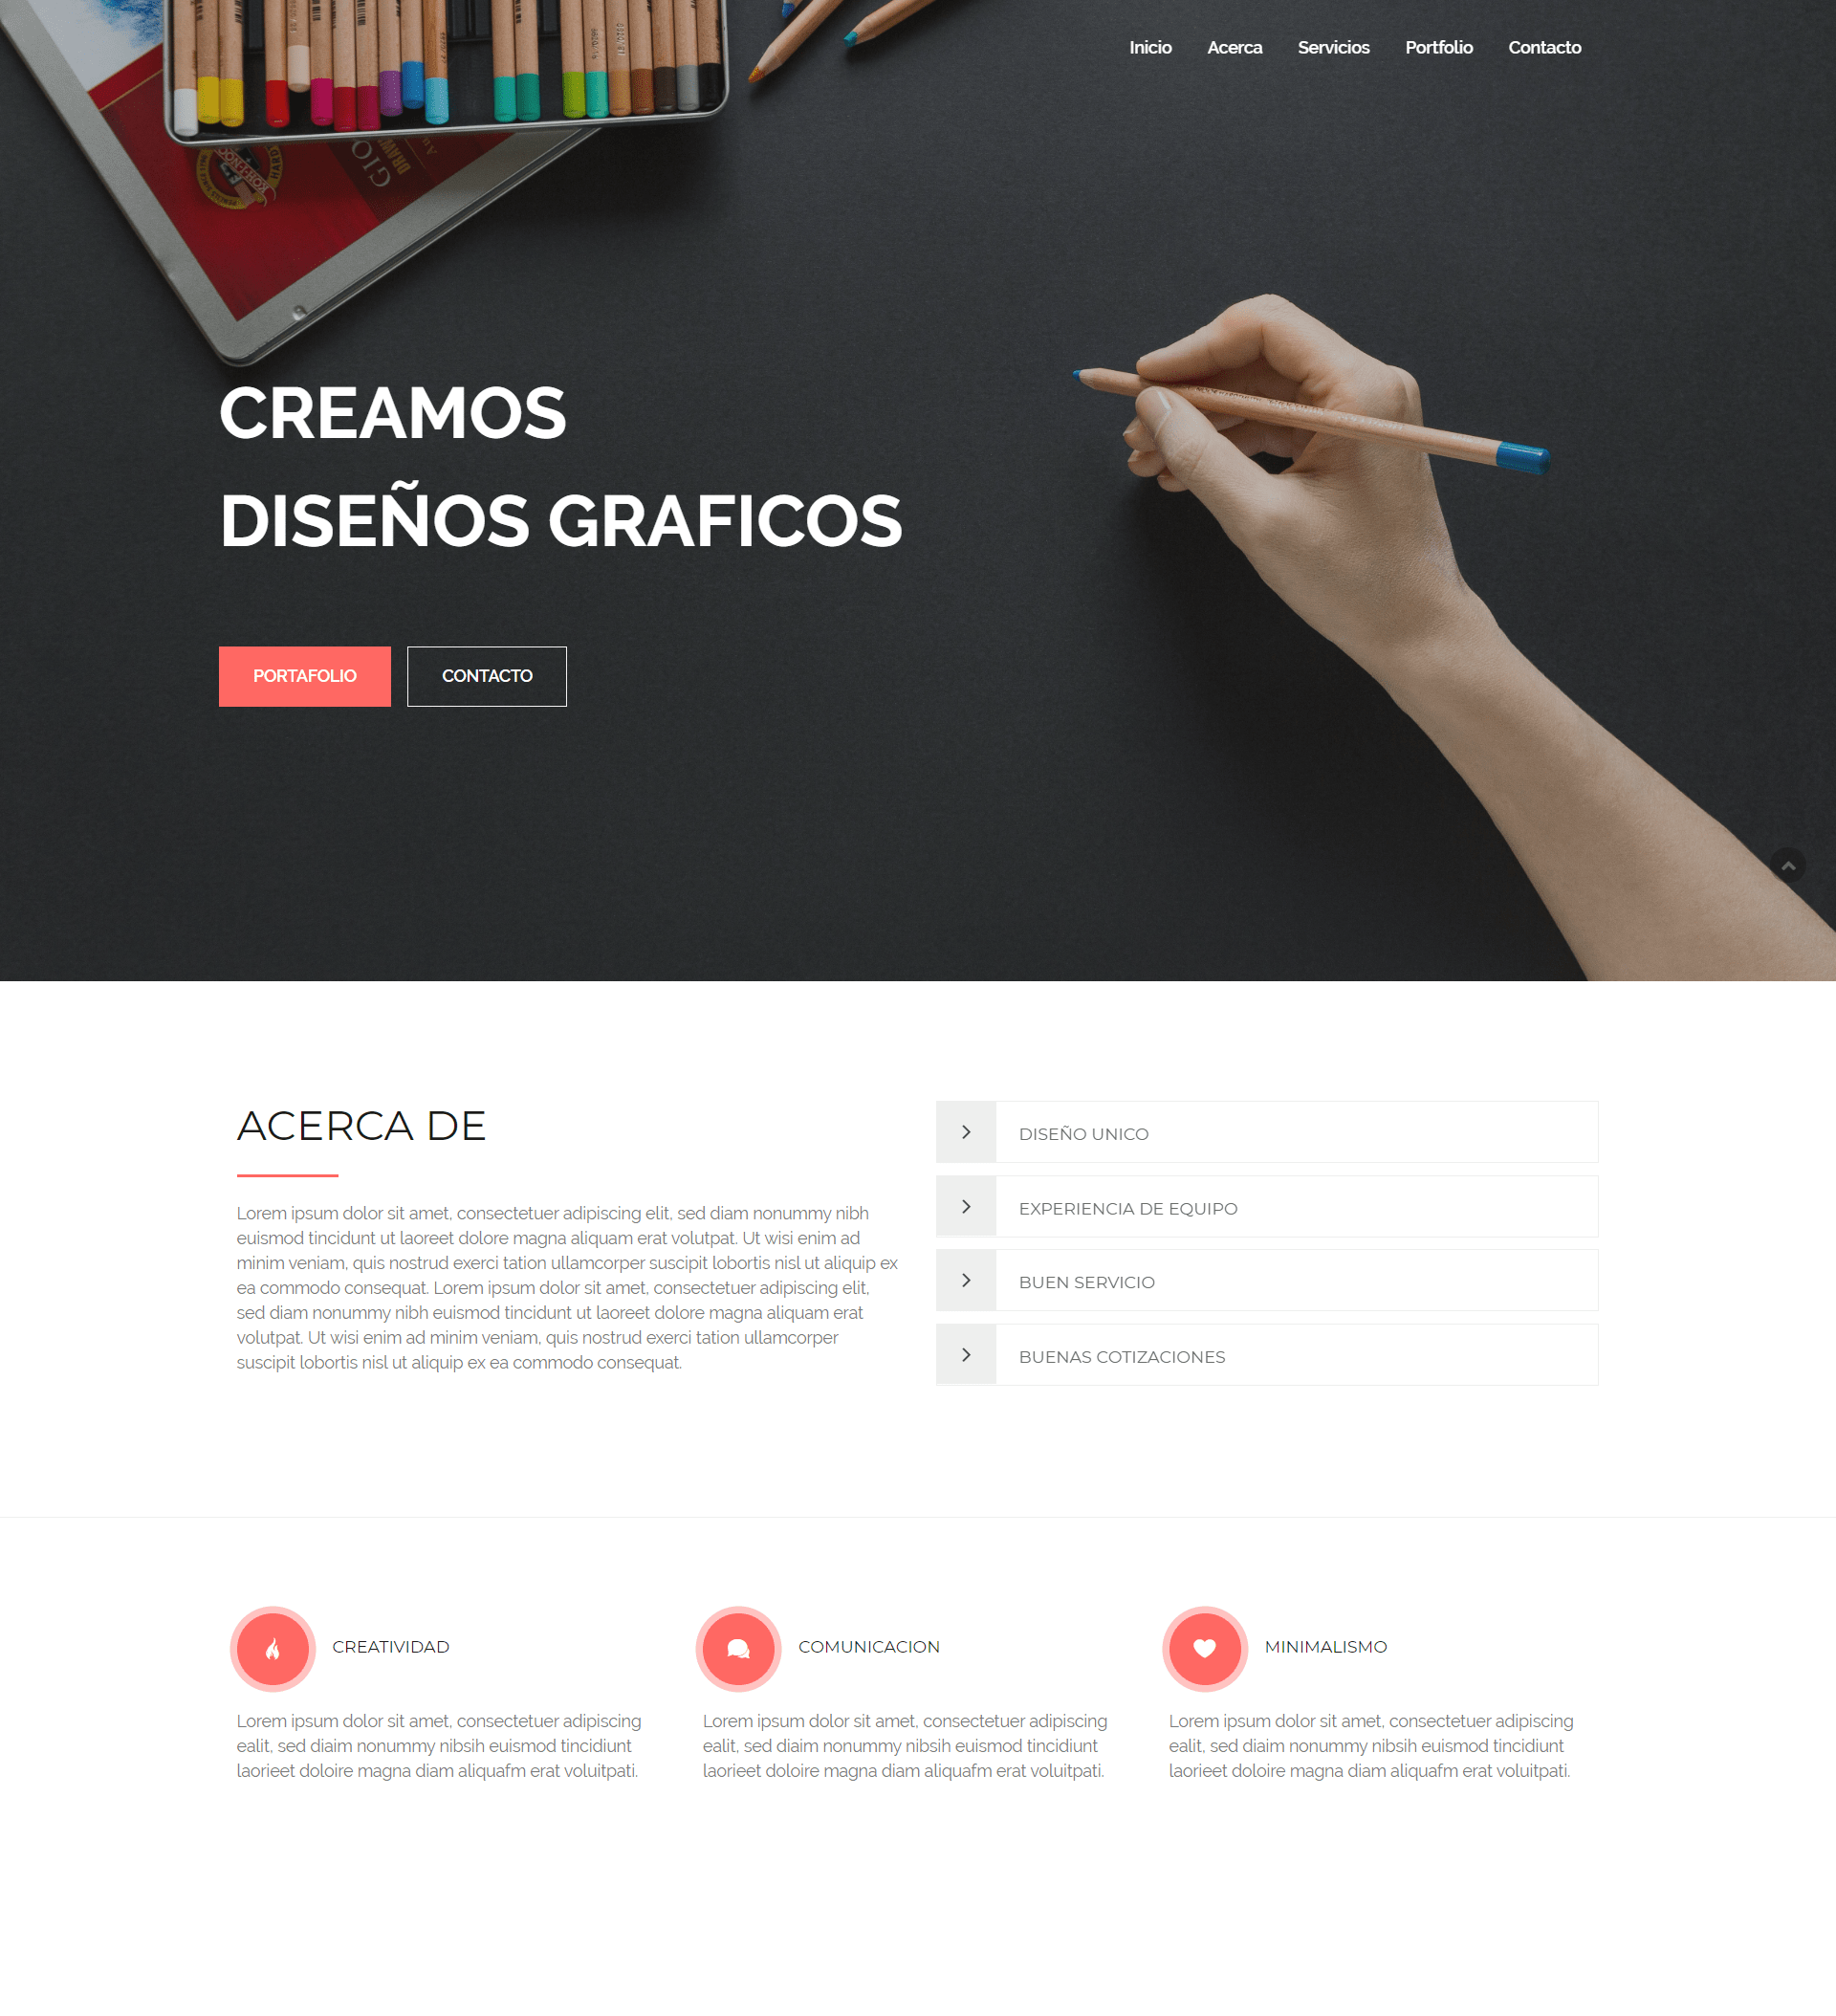 Inicio Acerca Servicios Portfolio Contacto
GIO
DRAW
KOH-I-NOO
HARD
CREAMOS
DISEÑOS GRAFICOS
PORTAFOLIO CONTACTO
ACERCA DE
Lorem ipsum dolor sit amet, consectetuer adipiscing elit, sed diam nonummy nibh
euismod tincidunt ut laoreet dolore magna aliquam erat volutpat. Ut wisi enim ad
minim veniam, quis nostrud exerci tation ullamcorper suscipit lobortis nisl ut aliquip ex
ea commodo consequat. Lorem ipsum dolor sit amet, consectetuer adipiscing elit,
sed diam nonummy nibh euismod tincidunt ut laoreet dolore magna aliquam erat
volutpat. Ut wisi enim ad minim veniam, quis nostrud exerci tation ullamcorper
suscipit lobortis nisl ut aliquip ex ea commodo consequat.
DISEÑO UNICO
EXPERIENCIA DE EQUIPO
BUEN SERVICIO
BUENAS COTIZACIONES
CREATIVIDAD
Lorem ipsum dolor sit amet, consectetuer adipiscing
ealit, sed diaim nonummy nibsih euismod tincidiunt
laorieet doloire magna diam aliquafm erat voluitpati.
COMUNICACION
Lorem ipsum dolor sit amet, consectetuer adipiscing
ealit, sed diaim nonummy nibsih euismod tincidiunt
laorieet doloire magna diam aliquafm erat voluitpati.
MINIMALISMO
Lorem ipsum dolor sit amet, consectetuer adipiscing
ealit, sed diaim nonummy nibsih euismod tincidiunt
laorieet doloire magna diam aliquafm erat voluitpati.